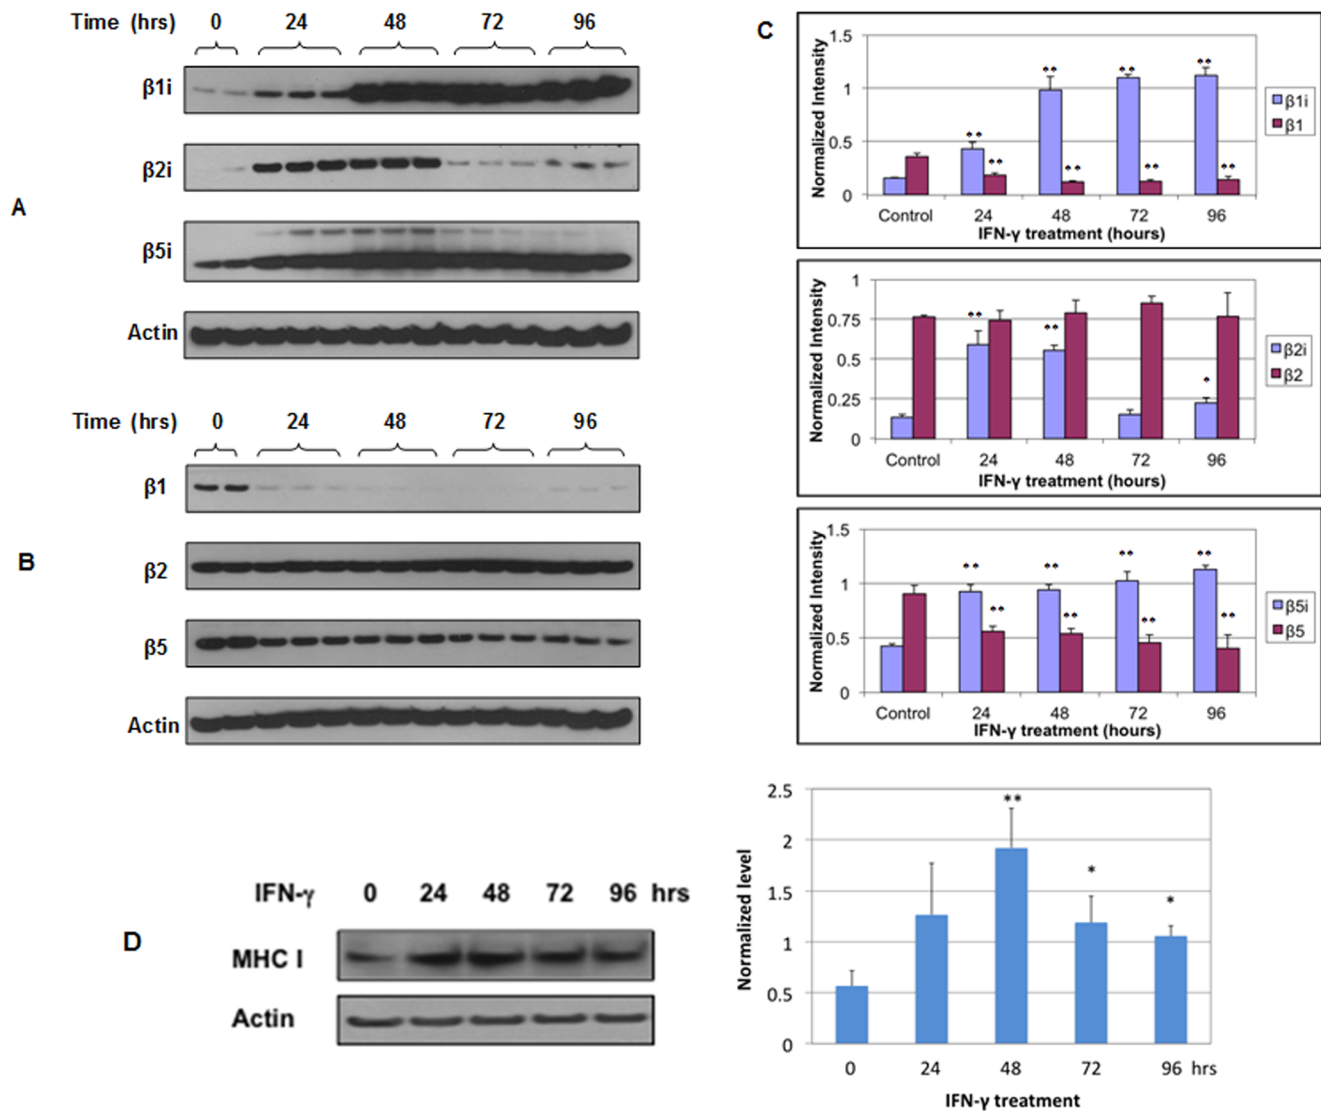 Time (hrs) 0 24 48 72 96
β1i
β2i
A
β5i
Actin
Time (hrs) 0 24 48 72 96
β1
B
β2
β5
Actin
C
Normalized Intensity
1.5
1
0.5
0
** ** ** ** ** ** ** **
Control 24 48 72 96
IFN-γ treatment (hours)
β1i
β1
Normalized Intensity
1
0.75
0.5
0.25
0
** ** *
Control 24 48 72 96
IFN-γ treatment (hours)
β2i
β2
Normalized Intensity
1.5
1
0.5
0
** ** ** ** ** ** ** **
Control 24 48 72 96
IFN-γ treatment (hours)
β5i
β5
D
IFN-γ 0 24 48 72 96 hrs
MHC I
Actin
Normalized level
2.5
2
1.5
1
0.5
0
** * *
0 24 48 72 96 hrs
IFN-γ treatment